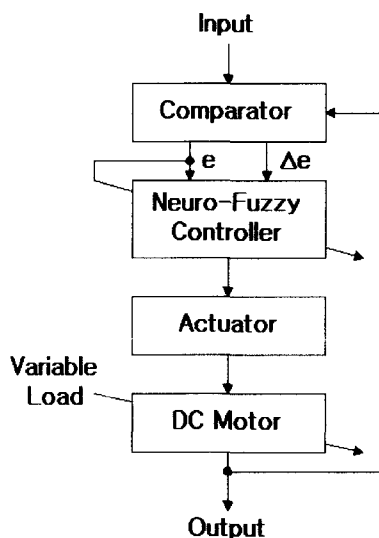 Input
Comparator
e
Δe
Neuro-Fuzzy
Controller
Actuator
Variable
Load
DC Motor
Output